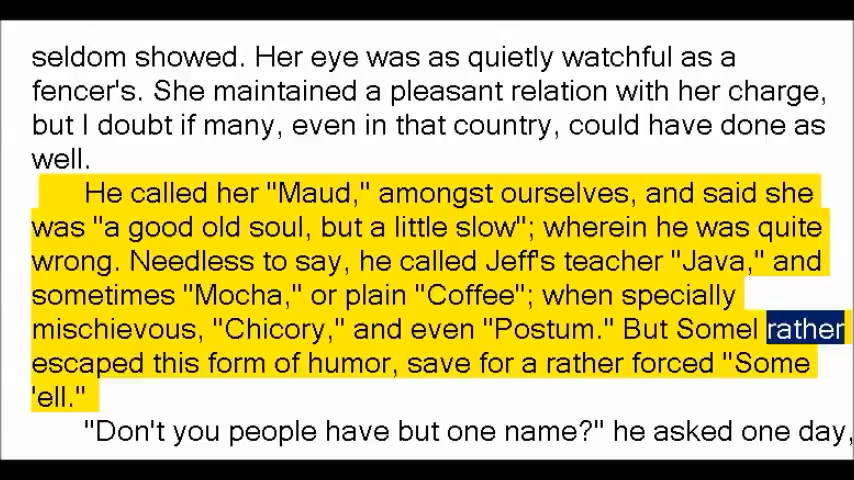 seldom showed. Her eye was as quietly watchful as a
fencer's. She maintained a pleasant relation with her charge,
but I doubt if many, even in that country, could have done as
well.
He called her "Maud," amongst ourselves, and said she
was "a good old soul, but a little slow"; wherein he was quite
wrong. Needless to say, he called Jeff's teacher "Java," and
sometimes "Mocha," or plain "Coffee"; when specially
mischievous, "Chicory," and even "Postum." But Somel rather
escaped this form of humor, save for a rather forced "Some
'ell."
"Don't you people have but one name?" he asked one day,